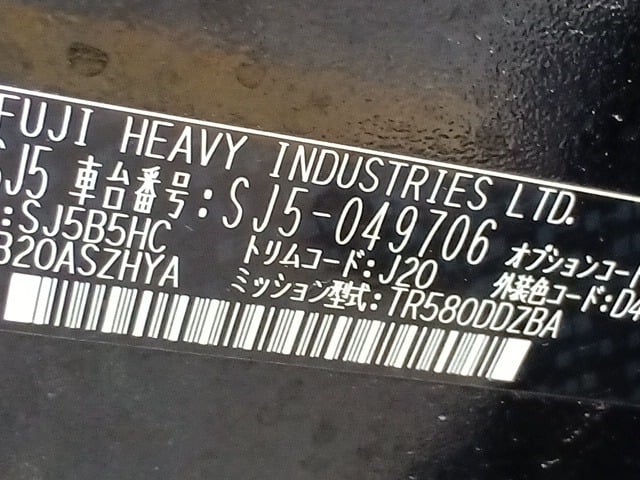 FUJI HEAVY INDUSTRIES LTD.
SJ5 車台番号:SJ5-049706
:SJ5B5HC トリムコード:J20 オプションコー
B20ASZHYA ミッション型式:TR580DDZBA 外装色コード:D4